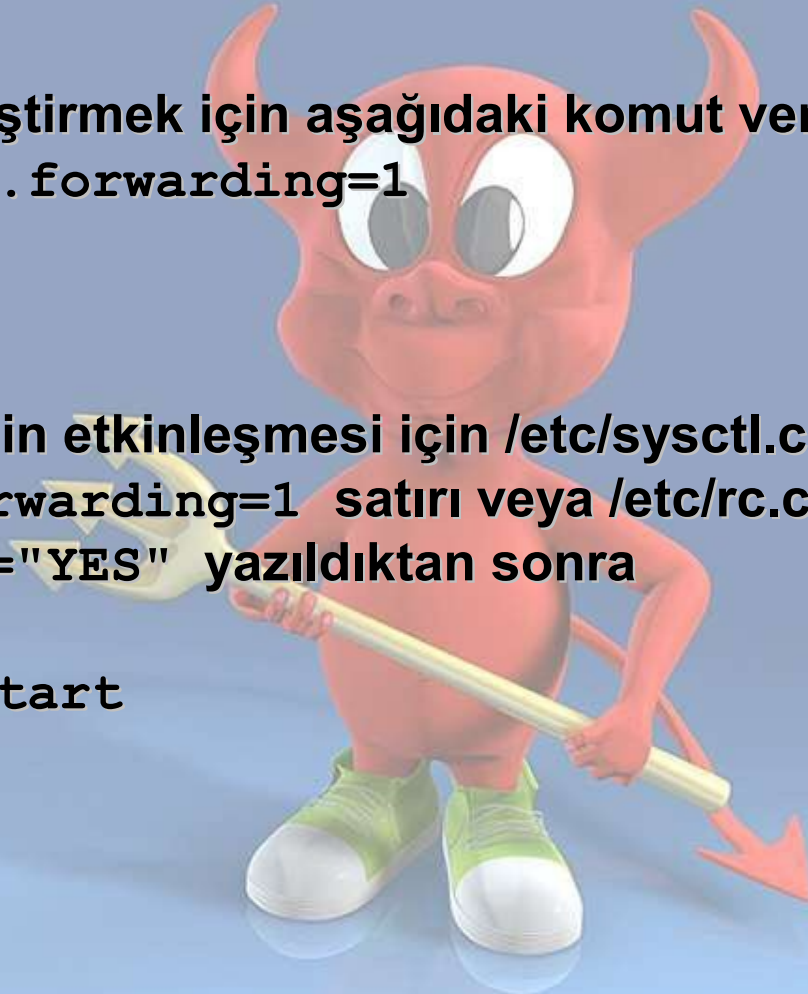 ştirmek için aşağıdaki komut ver
.forwarding=1
in etkinleşmesi için /etc/sysctl.c
rwarding=1 satırı veya /etc/rc.c
="YES" yazıldıktan sonra
tart